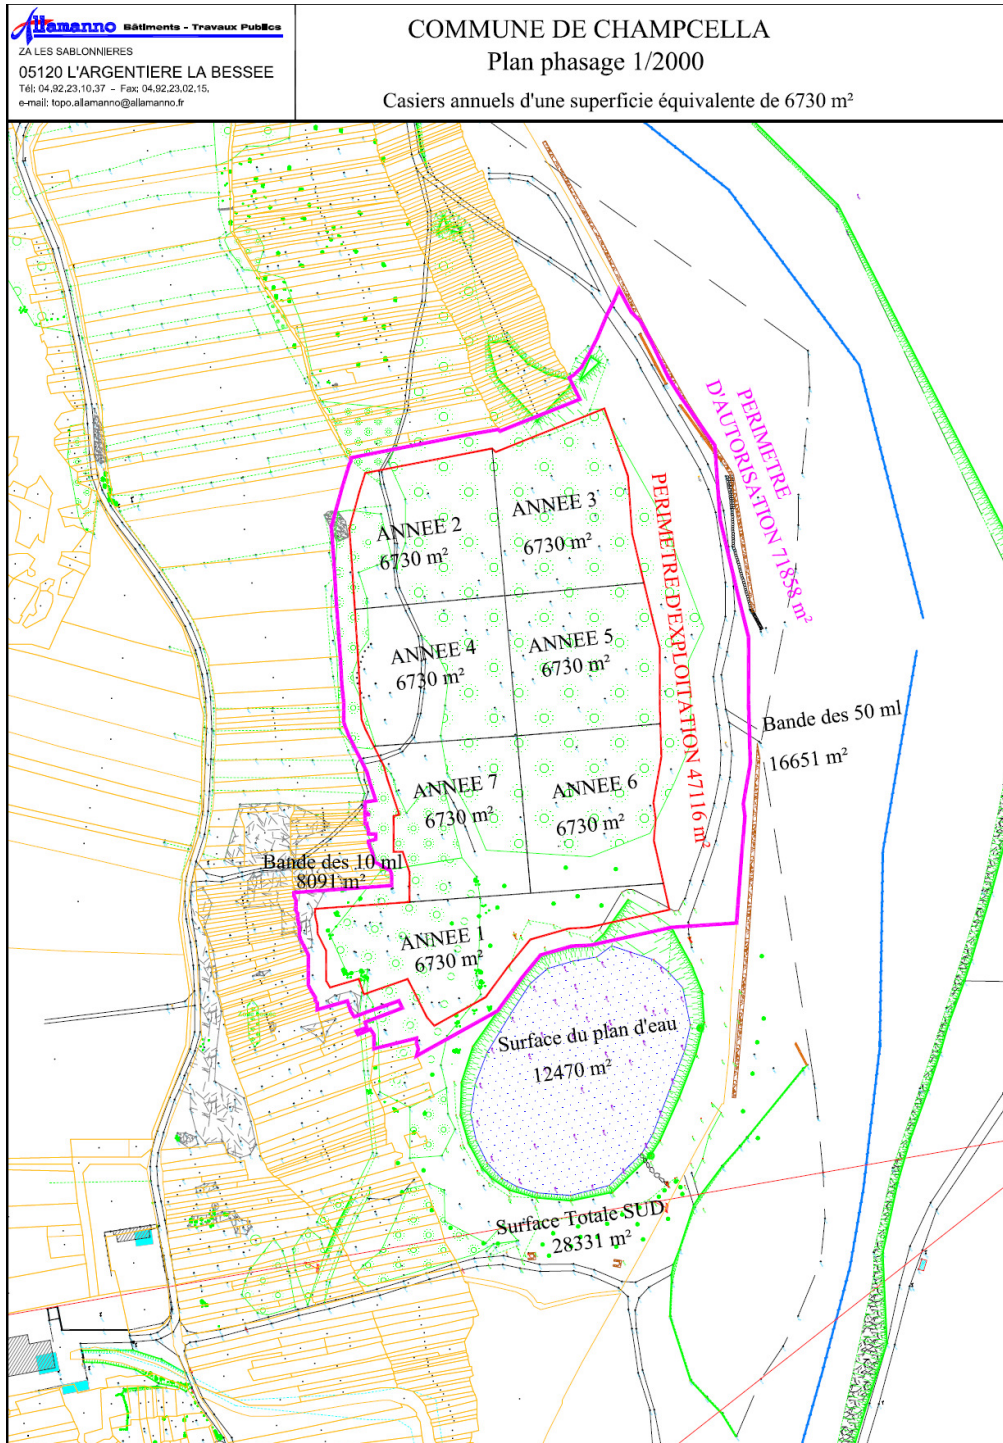 Allamanno Bâtiments - Travaux Publics
ZA LES SABLONNIERES
05120 L'ARGENTIERE LA BESSEE
Tél: 04.92.23.10.37 - Fax: 04.92.23.02.15.
e-mail: topo.allamanno@allamanno.fr
COMMUNE DE CHAMPCELLA
Plan phasage 1/2000
Casiers annuels d'une superficie équivalente de 6730 m²
PERIMETRE
D'AUTORISATION 71858 m²
PERIMETRE D'EXPLOITATION 47116 m²
ANNEE 2
6730 m²
ANNEE 3
6730 m²
ANNEE 4
6730 m²
ANNEE 5
6730 m²
Bande des 50 ml
16651 m²
ANNEE 7
6730 m²
ANNEE 6
6730 m²
Bande des 10 ml
8091 m²
ANNEE 1
6730 m²
Surface du plan d'eau
12470 m²
Surface Totale SUD
28331 m²